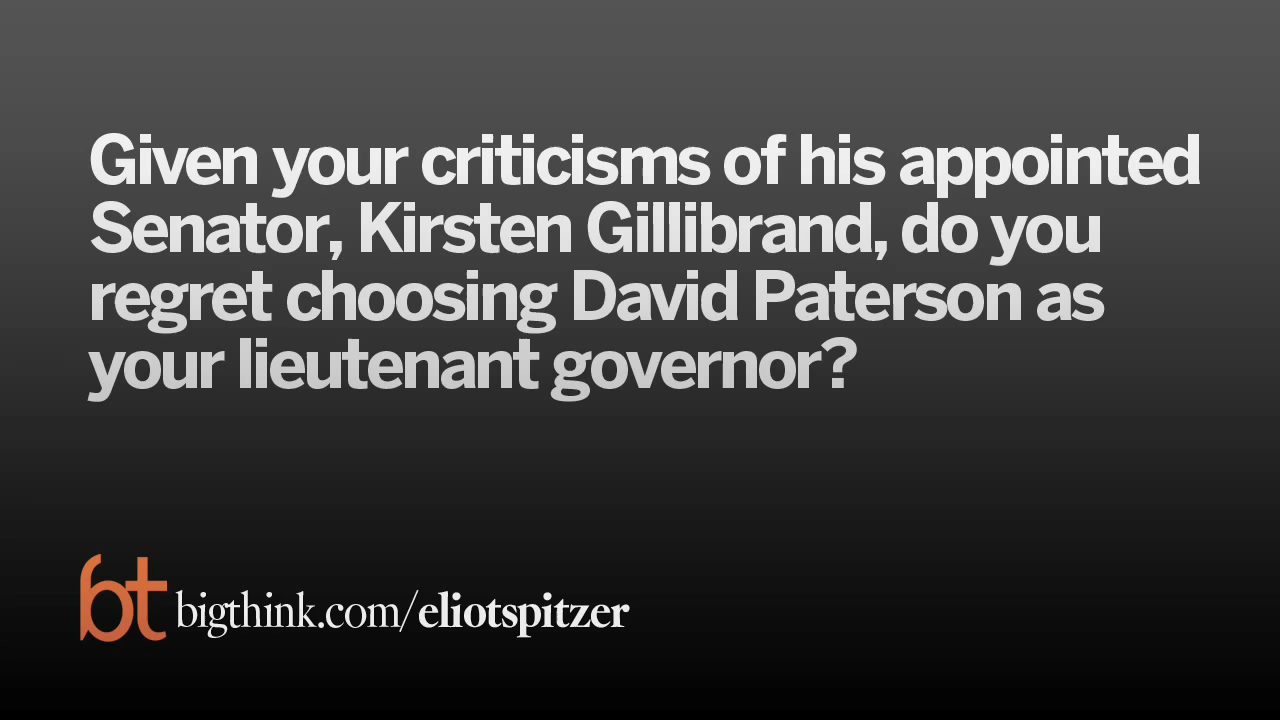 Given your criticisms of his appointed
Senator, Kirsten Gillibrand, do you
regret choosing David Paterson as
your lieutenant governor?
bt bigthink.com/eliotspitzer